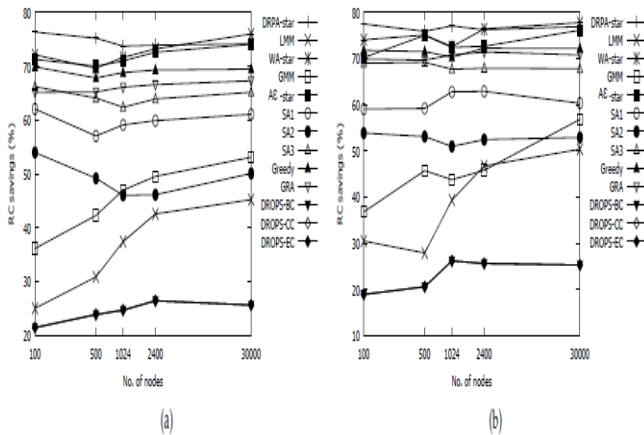 80
70
60
50
40
30
20
RC savings (%)
100 500 1024 2400 30000
No. of nodes
DRPA-star
LMM
WA-star
GMM
Aε-star
SA1
SA2
SA3
Greedy
GRA
DROPS-BC
DROPS-CC
DROPS-EC
(a)
80
70
60
50
40
30
20
10
RC savings (%)
100 500 1024 2400 30000
No. of nodes
DRPA-star
LMM
WA-star
GMM
Aε-star
SA1
SA2
SA3
Greedy
GRA
DROPS-BC
DROPS-CC
DROPS-EC
(b)